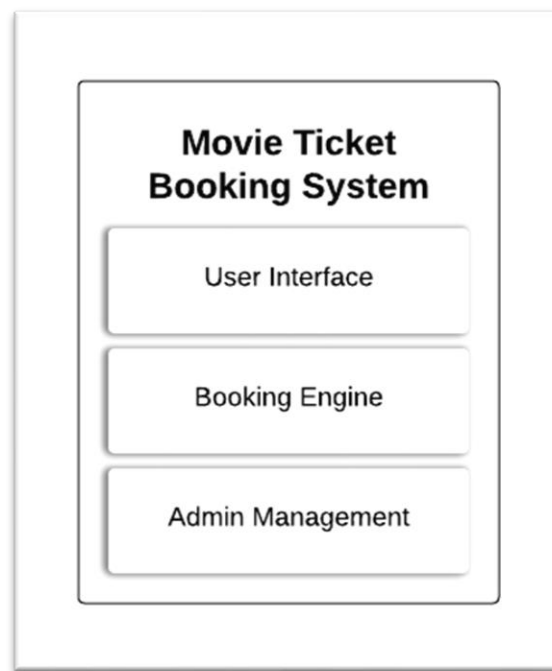 Movie Ticket
Booking System
User Interface
Booking Engine
Admin Management